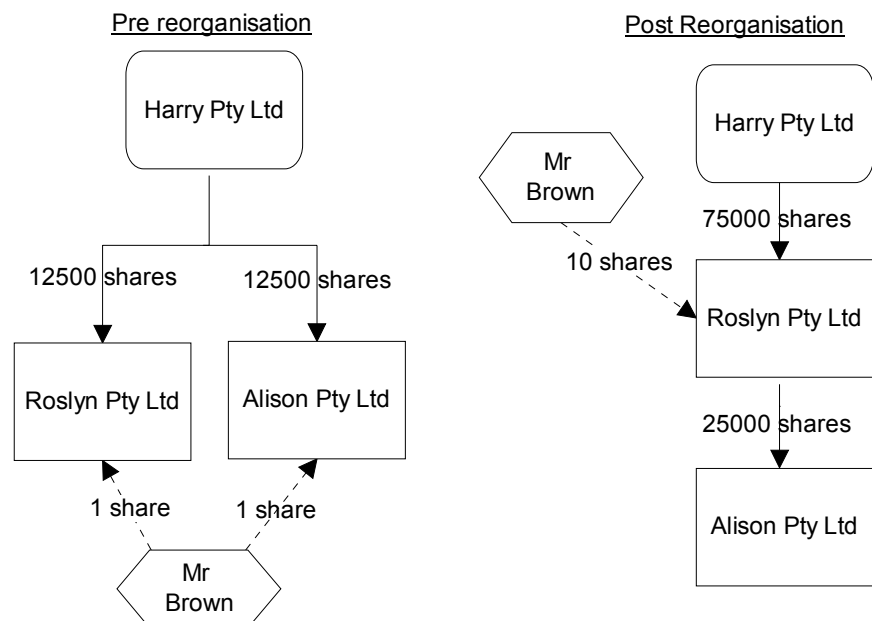 Pre reorganisation
Harry Pty Ltd
12500 shares
12500 shares
Roslyn Pty Ltd
Alison Pty Ltd
1 share
1 share
Mr
Brown
Post Reorganisation
Harry Pty Ltd
Mr
Brown
75000 shares
10 shares
Roslyn Pty Ltd
25000 shares
Alison Pty Ltd